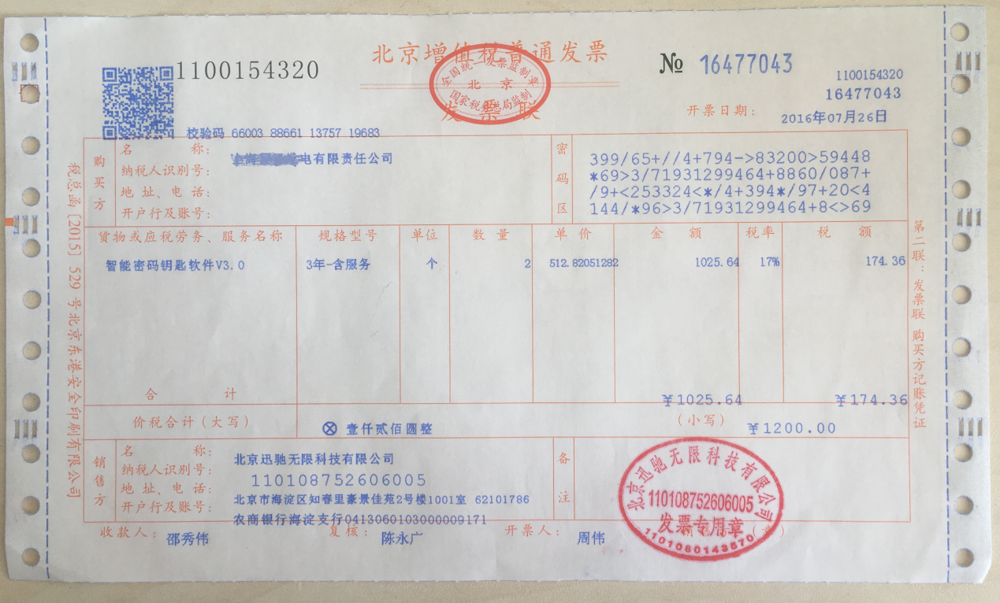 北京增值税普通发票
发票联
全国统一发票监制章
北京
国家税务总局监制
1100154320
№ 16477043
1100154320
16477043
校验码 66003 88661 13757 19683
开票日期: 2016年07月26日
购买方
名称: 电有限责任公司
纳税人识别号:
地址、电话:
开户行及账号:
密码区
399/65+//4+794->83200>59448
*69>3/71931299464+8860/087+
/9+<253324<*/4+394*/97+20<4
144/*96>3/71931299464+8<>69
货物或应税劳务、服务名称 规格型号 单位 数量 单价 金额 税率 税额
智能密码钥匙软件V3.0 3年-含服务 个 2 512.82051282 1025.64 17% 174.36
合计 ¥1025.64 ¥174.36
价税合计(大写) ⊗ 壹仟贰佰圆整 (小写) ¥1200.00
销售方
名称: 北京迅驰无限科技有限公司
纳税人识别号: 110108752606005
地址、电话: 北京市海淀区知春里豪景佳苑2号楼1001室 62101786
开户行及账号: 农商银行海淀支行0413060103000009171
备注
北京迅驰无限科技有限公司
110108752606005
发票专用章
1101080143570
收款人: 邵秀伟 复核: 陈永广 开票人: 周伟
税总函[2015]529号北京东港安全印刷有限公司
第二联:发票联 购买方记账凭证